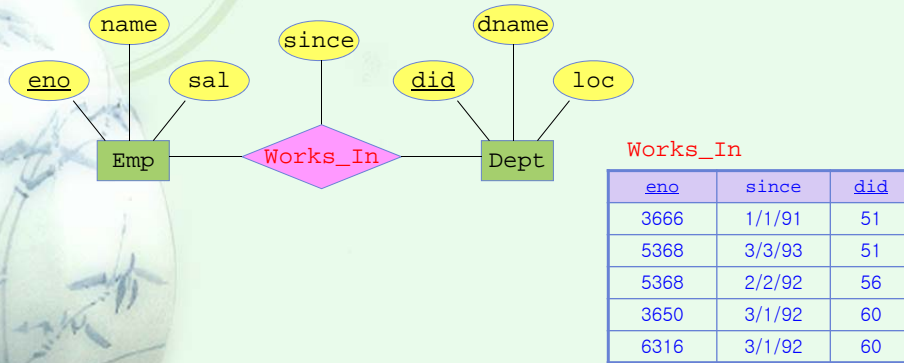 name
since
dname
eno
sal
did
loc
Emp
Works_In
Dept
Works_In
eno since did
3666 1/1/91 51
5368 3/3/93 51
5368 2/2/92 56
3650 3/1/92 60
6316 3/1/92 60